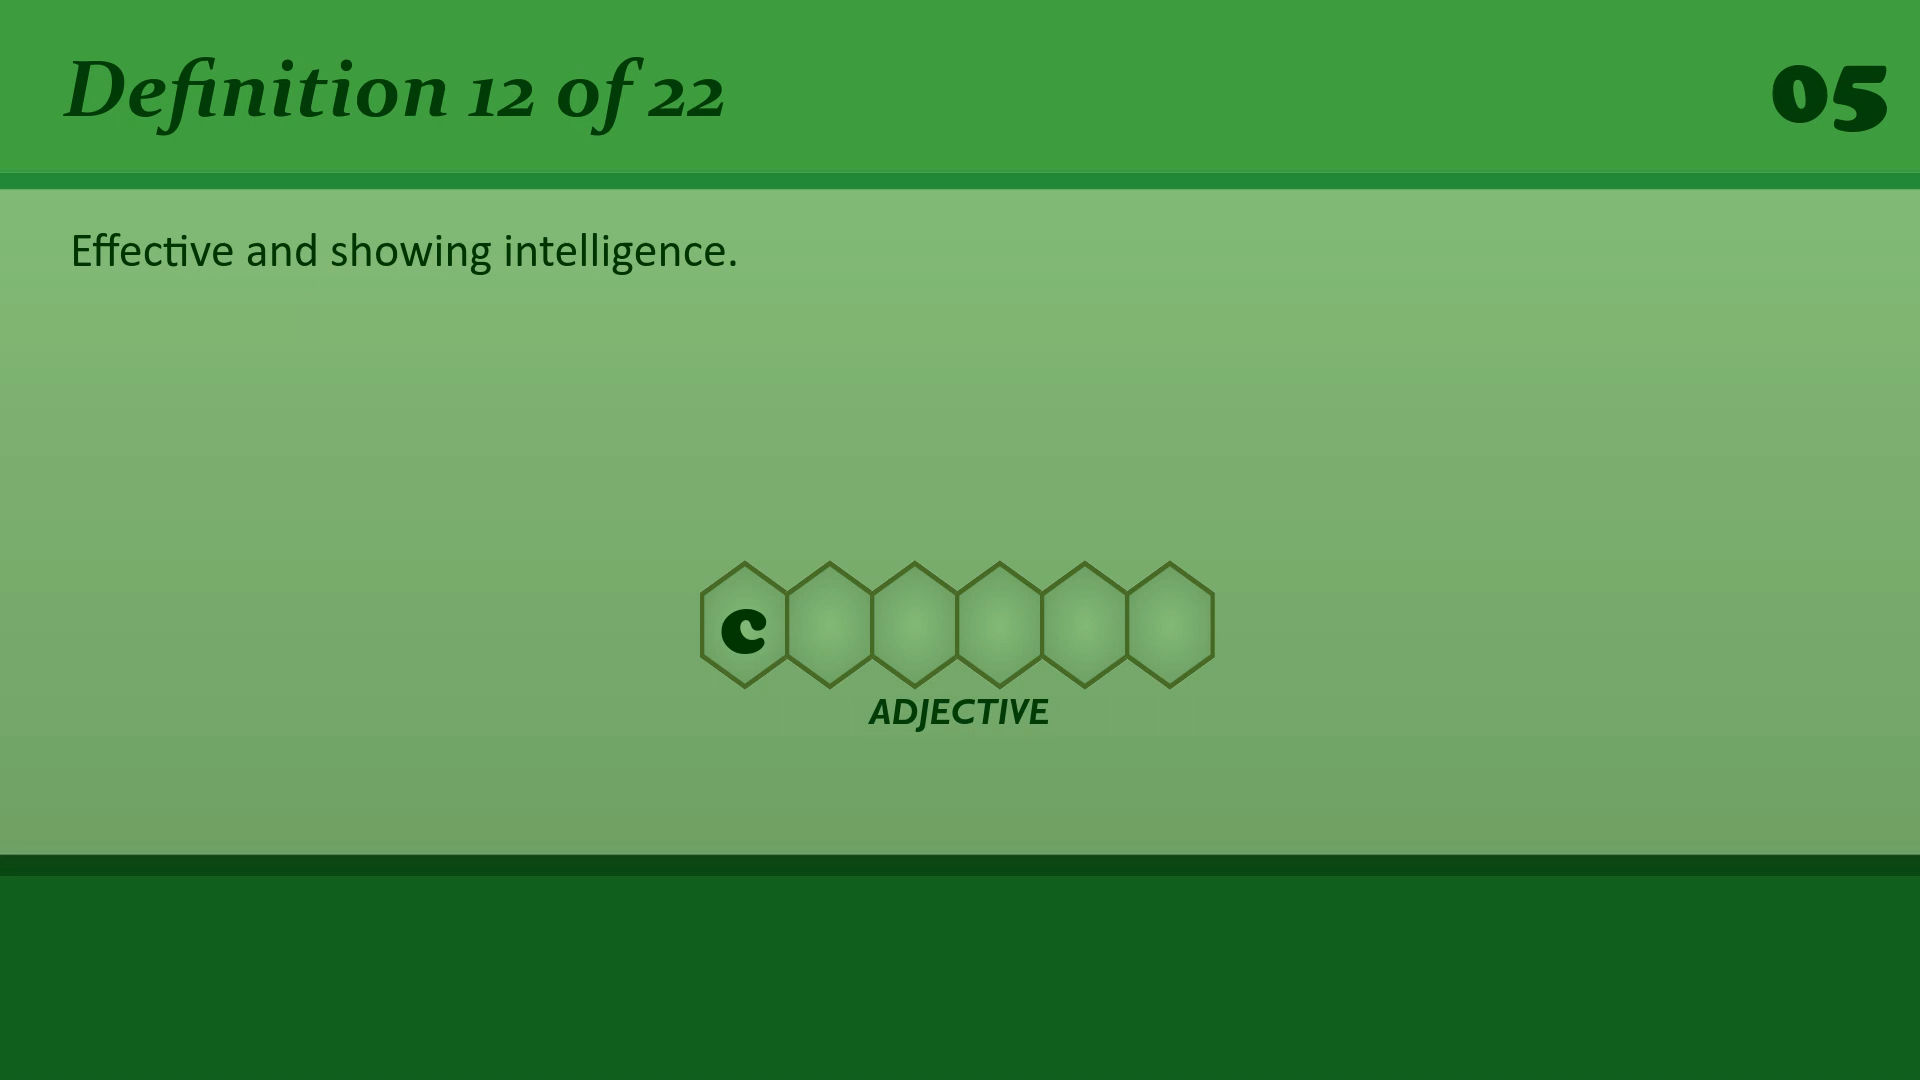 Definition 12 of 22
05
Effective and showing intelligence.
C
ADJECTIVE